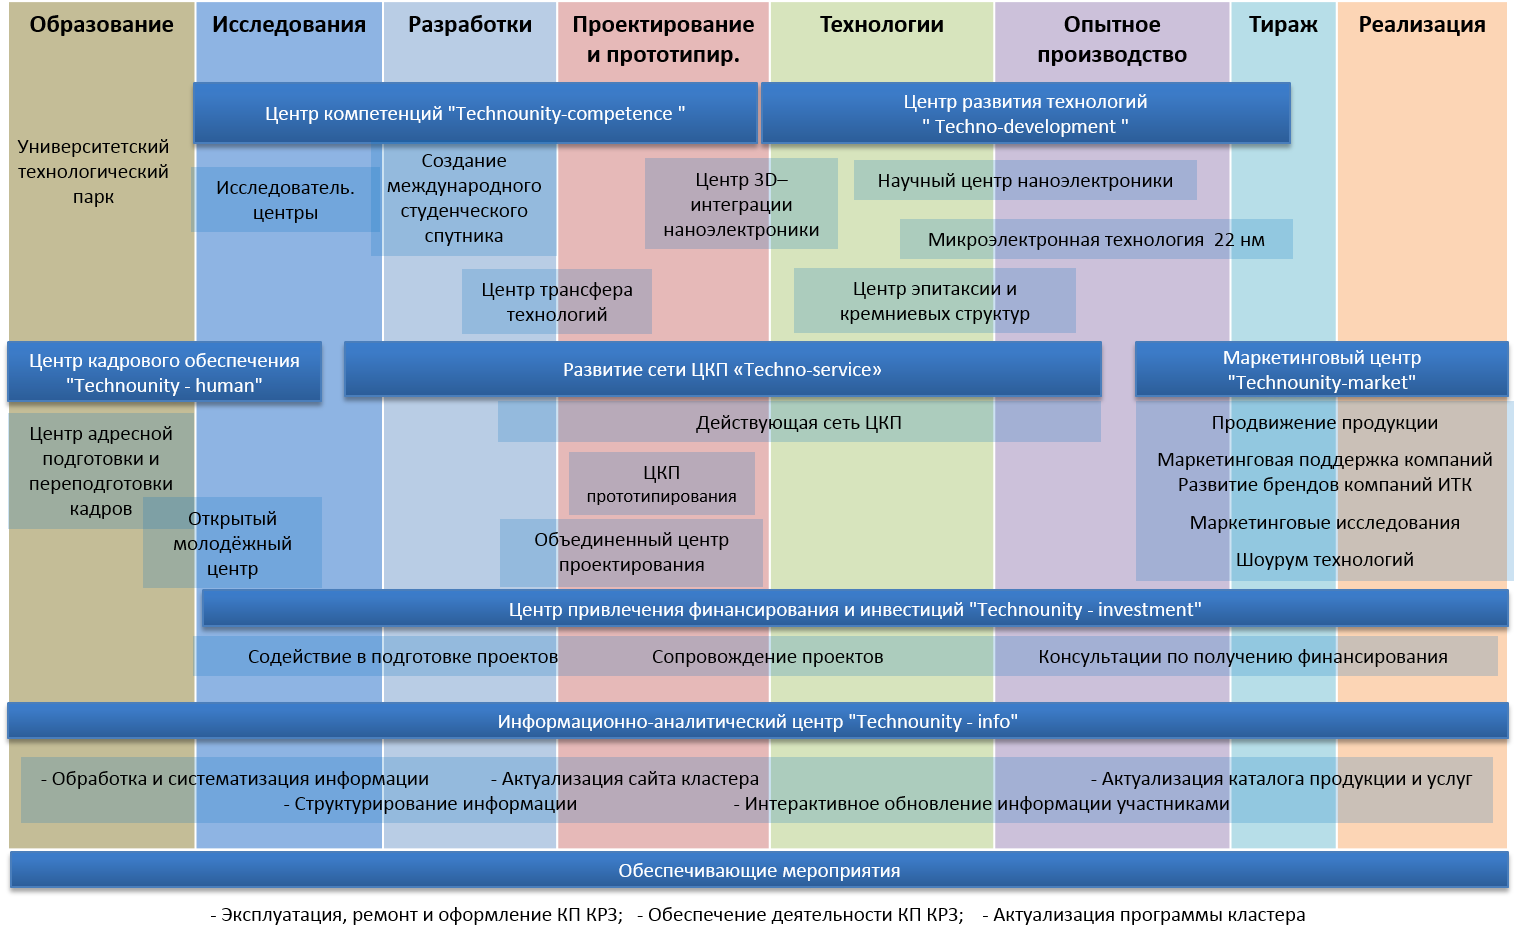 Образование
Исследования
Разработки
Проектирование
и прототипир.
Технологии
Опытное
производство
Тираж
Реализация
Центр компетенций "Technounity-competence "
Центр развития технологий
" Techno-development "
Университетский
технологический
парк
Исследователь.
центры
Создание
международного
студенческого
спутника
Центр 3D–
интеграции
наноэлектроники
Научный центр наноэлектроники
Микроэлектронная технология 22 нм
Центр трансфера
технологий
Центр эпитаксии и
кремниевых структур
Центр кадрового обеспечения
"Technounity - human"
Развитие сети ЦКП «Techno-service»
Маркетинговый центр
"Technounity-market"
Центр адресной
подготовки и
переподготовки
кадров
Открытый
молодёжный
центр
Действующая сеть ЦКП
ЦКП
прототипирования
Объединенный центр
проектирования
Продвижение продукции
Маркетинговая поддержка компаний
Развитие брендов компаний ИТК
Маркетинговые исследования
Шоурум технологий
Центр привлечения финансирования и инвестиций "Technounity - investment"
Содействие в подготовке проектов
Сопровождение проектов
Консультации по получению финансирования
Информационно-аналитический центр "Technounity - info"
- Обработка и систематизация информации - Актуализация сайта кластера - Актуализация каталога продукции и услуг
- Структурирование информации - Интерактивное обновление информации участниками
Обеспечивающие мероприятия
- Эксплуатация, ремонт и оформление КП КРЗ; - Обеспечение деятельности КП КРЗ; - Актуализация программы кластера